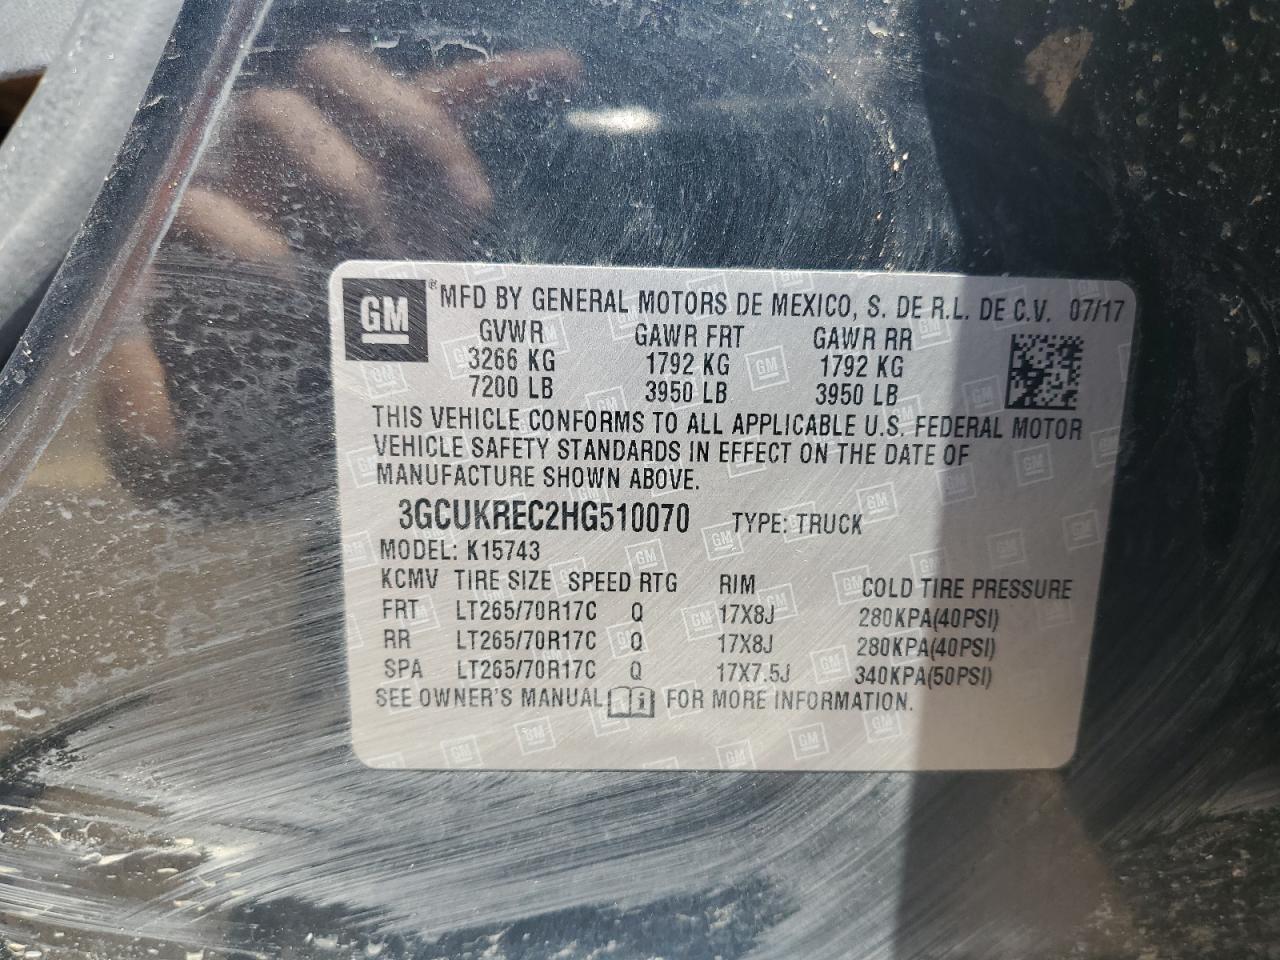 GM ® MFD BY GENERAL MOTORS DE MEXICO, S. DE R.L. DE C.V. 07/17
GVWR GAWR FRT GAWR RR
3266 KG 1792 KG 1792 KG
7200 LB 3950 LB 3950 LB
THIS VEHICLE CONFORMS TO ALL APPLICABLE U.S. FEDERAL MOTOR
VEHICLE SAFETY STANDARDS IN EFFECT ON THE DATE OF
MANUFACTURE SHOWN ABOVE.
3GCUKREC2HG510070 TYPE: TRUCK
MODEL: K15743
KCMV TIRE SIZE SPEED RTG RIM COLD TIRE PRESSURE
FRT LT265/70R17C Q 17X8J 280KPA(40PSI)
RR LT265/70R17C Q 17X8J 280KPA(40PSI)
SPA LT265/70R17C Q 17X7.5J 340KPA(50PSI)
SEE OWNER'S MANUAL i FOR MORE INFORMATION.